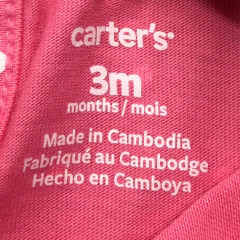 carter's
3m
months / mois
Made in Cambodia
Fabriqué au Cambodge
Hecho en Camboya